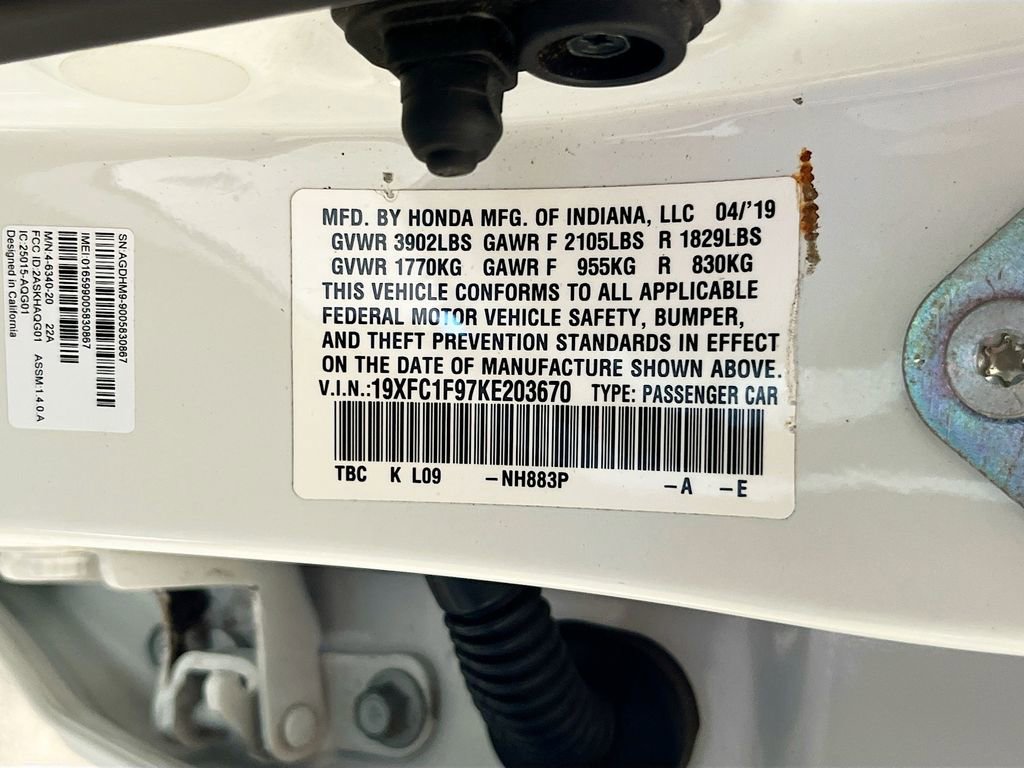 MFD. BY HONDA MFG. OF INDIANA, LLC 04/'19
GVWR 3902LBS GAWR F 2105LBS R 1829LBS
GVWR 1770KG GAWR F 955KG R 830KG
THIS VEHICLE CONFORMS TO ALL APPLICABLE
FEDERAL MOTOR VEHICLE SAFETY, BUMPER,
AND THEFT PREVENTION STANDARDS IN EFFECT
ON THE DATE OF MANUFACTURE SHOWN ABOVE.
V.I.N.:19XFC1F97KE203670 TYPE: PASSENGER CAR
TBC K L09 -NH883P -A -E
SN:AGDHM9-9005830867
IMEI:016599005830867
M/N:4-6340-20 22A
FCC ID:2ASKHAQG01 ASSM:1.4.0.A
IC:25015-AQG01
Designed in California